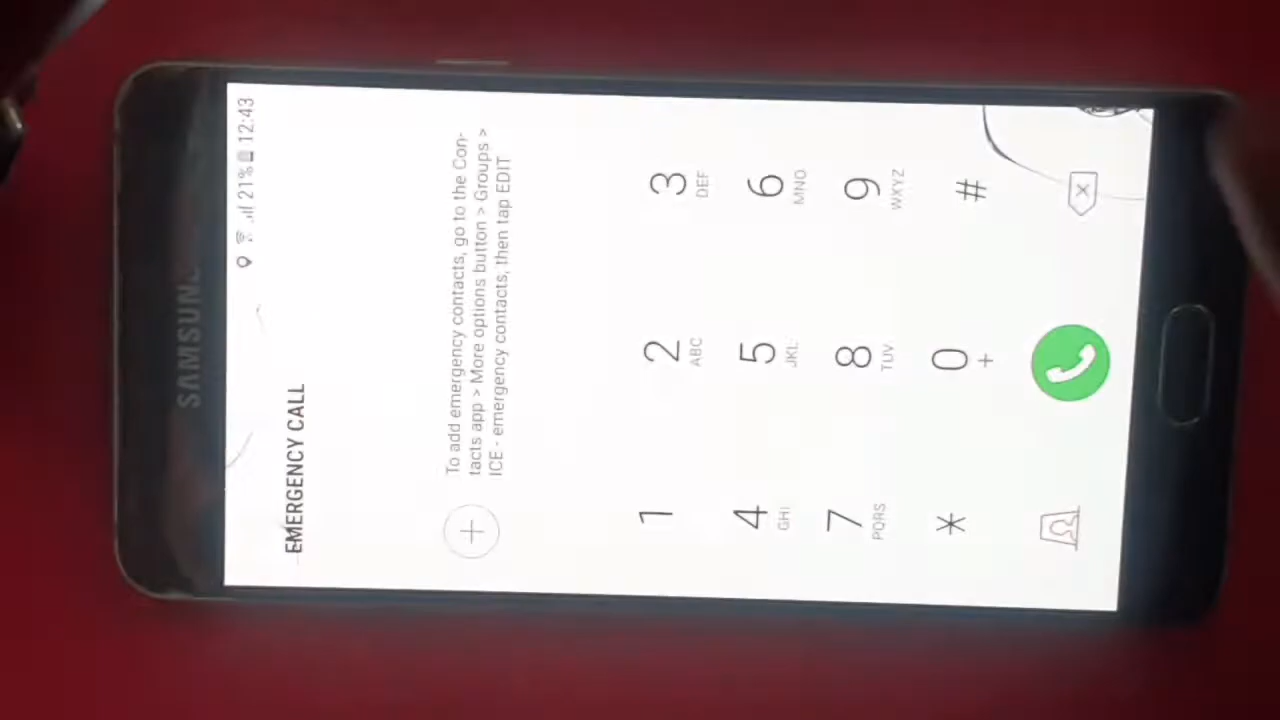 SAMSUNG
21% 12:43
EMERGENCY CALL
To add emergency contacts, go to the Con-
tacts app > More options button > Groups >
ICE - emergency contacts, then tap EDIT
1 2 ABC 3 DEF
4 GHI 5 JKL 6 MNO
7 PQRS 8 TUV 9 WXYZ
* 0 + #